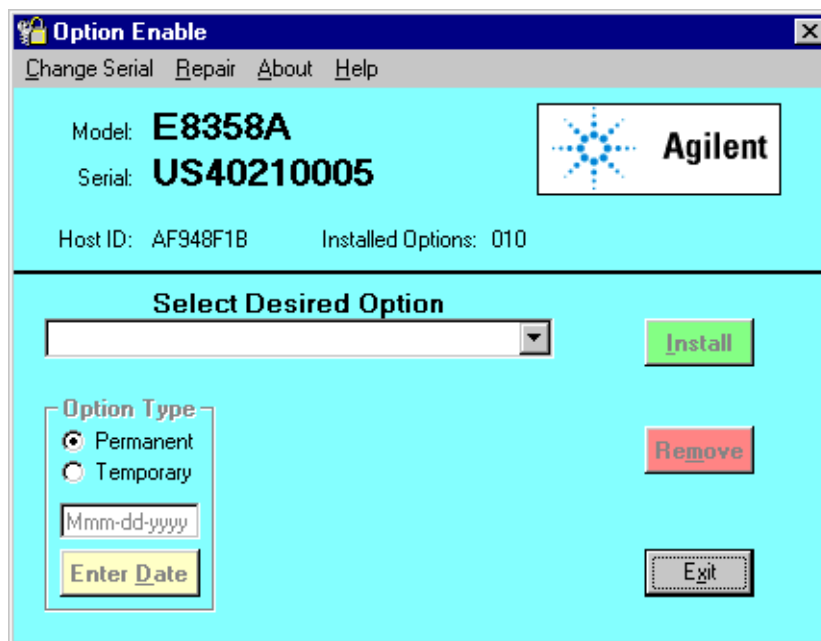 Option Enable
Change Serial Repair About Help
Model: E8358A
Serial: US40210005
Agilent
Host ID: AF948F1B Installed Options: 010
Select Desired Option
Install
Option Type
Permanent
Temporary
Remove
Mmm-dd-yyyy
Enter Date
Exit